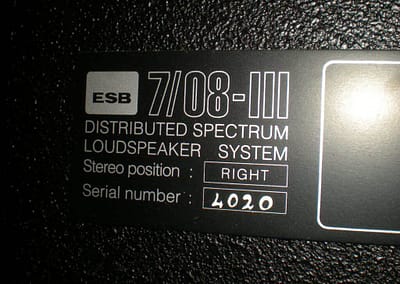 ESB 7/08-III
DISTRIBUTED SPECTRUM
LOUDSPEAKER SYSTEM
Stereo position : RIGHT
Serial number : 4020